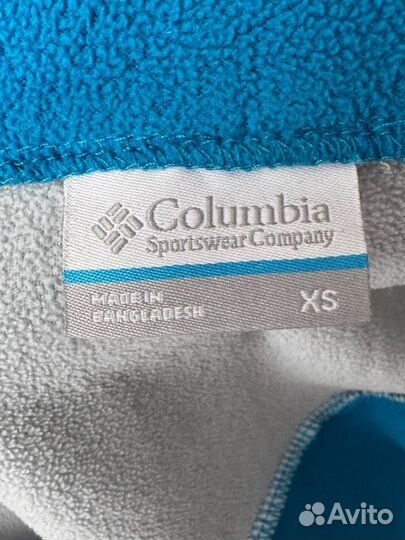 Columbia
Sportswear Company
MADE IN
BANGLADESH
XS
Avito